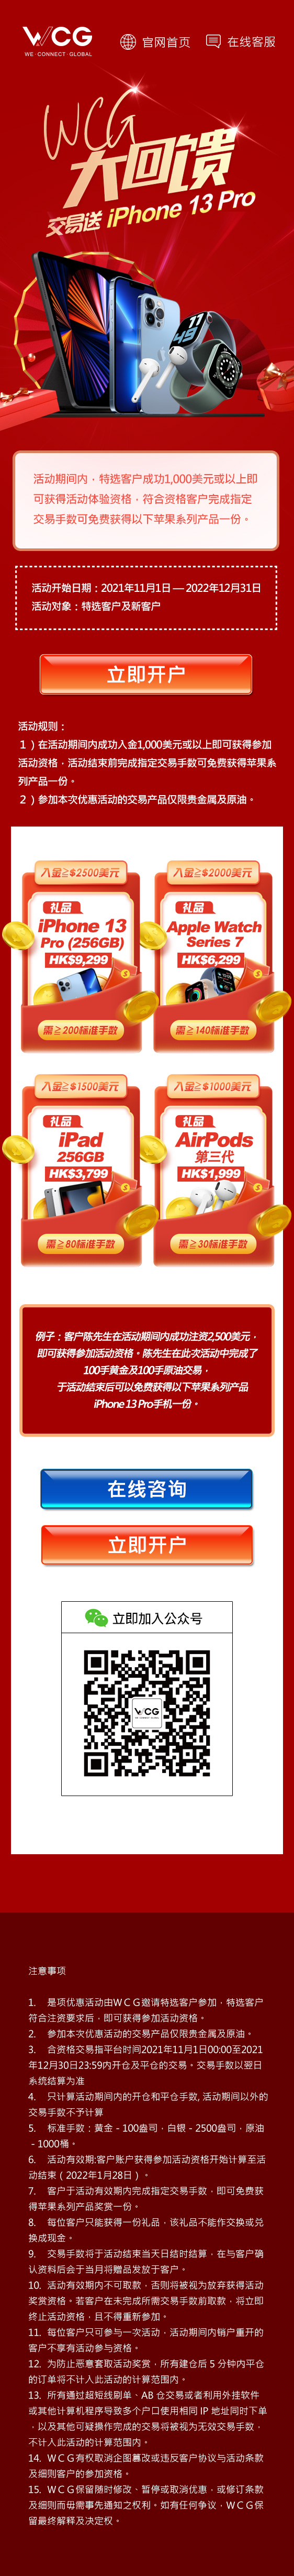 WCG
WE · CONNECT · GLOBAL
官网首页
在线客服
WCG
大回馈
交易送 iPhone 13 Pro
活动期间内，特选客户成功1,000美元或以上即
可获得活动体验资格，符合资格客户完成指定
交易手数可免费获得以下苹果系列产品一份。
活动开始日期：2021年11月1日 — 2022年12月31日
活动对象：特选客户及新客户
立即开户
活动规则：
1 ）在活动期间内成功入金1,000美元或以上即可获得参加
活动资格，活动结束前完成指定交易手数可免费获得苹果系
列产品一份。
2 ）参加本次优惠活动的交易产品仅限贵金属及原油。
入金≧$2500美元
礼品
iPhone 13
Pro (256GB)
HK$9,299
需≧200标准手数
入金≧$2000美元
礼品
Apple Watch
Series 7
HK$6,299
需≧140标准手数
入金≧$1500美元
礼品
iPad
256GB
HK$3,799
需≧80标准手数
入金≧$1000美元
礼品
AirPods
第三代
HK$1,999
需≧30标准手数
例子：客户陈先生在活动期间内成功注资2,500美元，
即可获得参加活动资格。陈先生在此次活动中完成了
100手黄金及100手原油交易，
于活动结束后可以免费获得以下苹果系列产品
iPhone 13 Pro手机一份。
在线咨询
立即开户
立即加入公众号
WCG
注意事项
1. 是项优惠活动由ＷＣＧ邀请特选客户参加，特选客户
符合注资要求后，即可获得参加活动资格。
2. 参加本次优惠活动的交易产品仅限贵金属及原油。
3. 合资格交易指平台时间2021年11月1日00:00至2021
年12月30日23:59内开仓及平仓的交易。交易手数以翌日
系统结算为准
4. 只计算活动期间内的开仓和平仓手数, 活动期间以外的
交易手数不予计算
5. 标准手数：黄金－100盎司，白银－2500盎司，原油
－1000桶。
6. 活动有效期:客户账户获得参加活动资格开始计算至活
动结束（2022年1月28日）。
7. 客户于活动有效期内完成指定交易手数，即可免费获
得苹果系列产品奖赏一份。
8. 每位客户只能获得一份礼品，该礼品不能作交换或兑
换成现金。
9. 交易手数将于活动结束当天日结时结算，在与客户确
认资料后会于当月将赠品发放于客户。
10. 活动有效期内不可取款，否则将被视为放弃获得活动
奖赏资格。若客户在未完成所需交易手数前取款，将立即
终止活动资格，且不得重新参加。
11. 每位客户只可参与一次活动，活动期间内销户重开的
客户不享有活动参与资格。
12. 为防止恶意套取活动奖赏，所有建仓后 5 分钟内平仓
的订单将不计入此活动的计算范围内。
13. 所有通过超短线刷单、AB 仓交易或者利用外挂软件
或其他计算机程序导致多个户口使用相同 IP 地址同时下单
，以及其他可疑操作完成的交易将被视为无效交易手数，
不计入此活动的计算范围内。
14. ＷＣＧ有权取消企图篡改或违反客户协议与活动条款
及细则客户的参加资格。
15. ＷＣＧ保留随时修改、暂停或取消优惠，或修订条款
及细则而毋需事先通知之权利。如有任何争议，ＷＣＧ保
留最终解释及决定权。